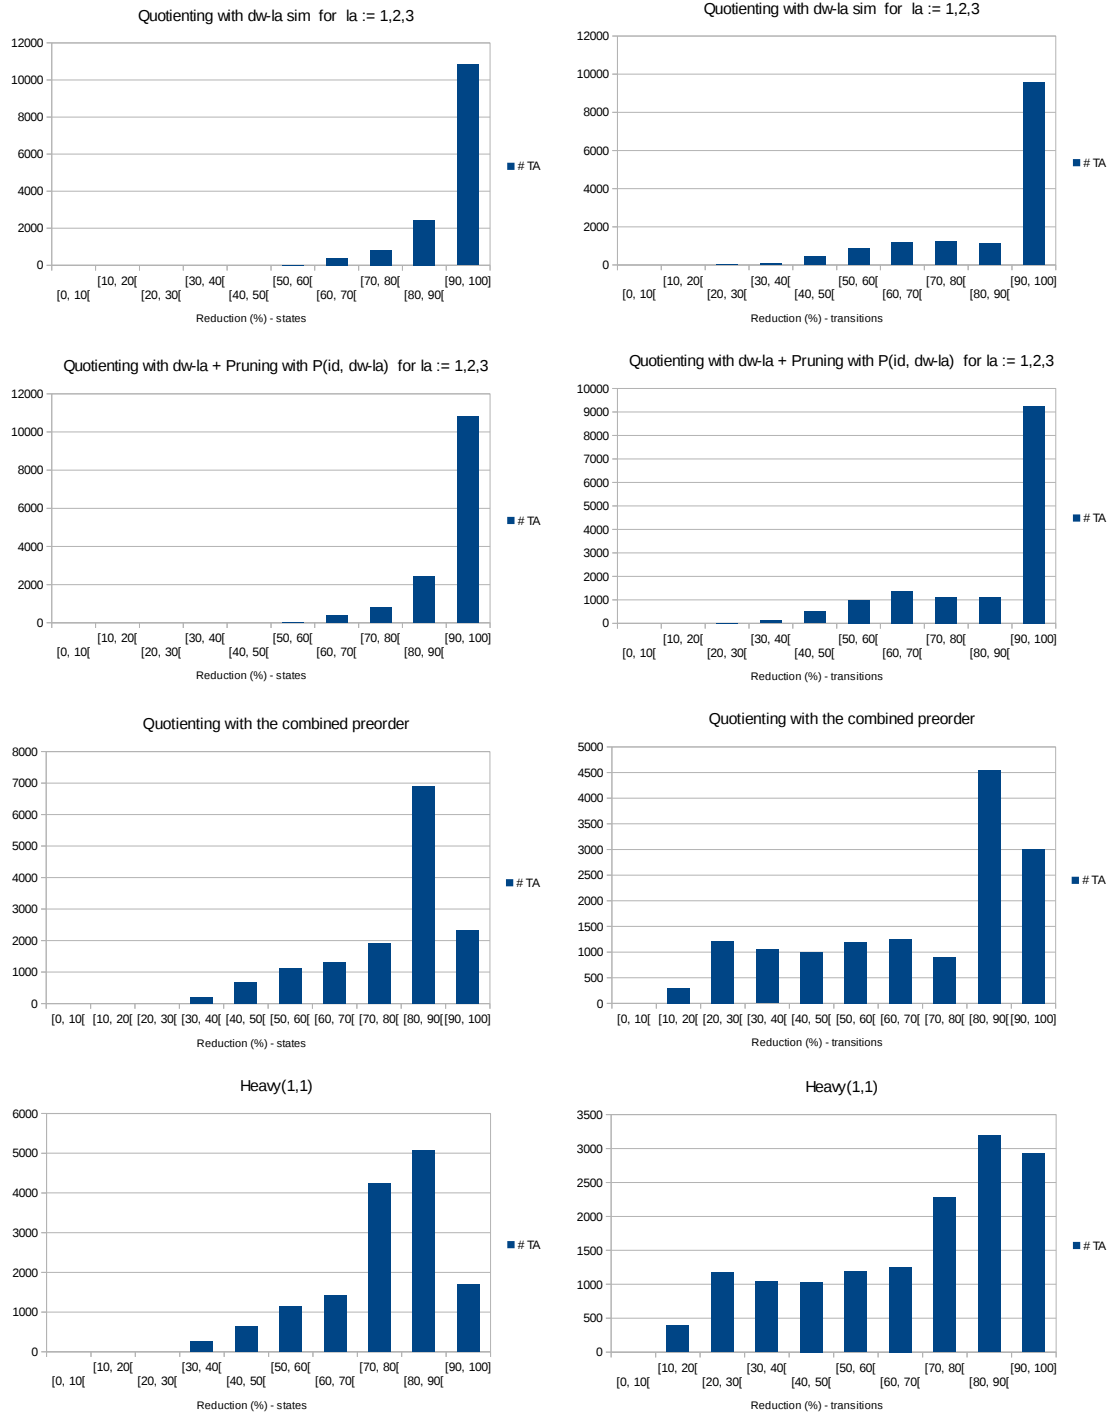 Quotienting with dw-la sim for la := 1,2,3
12000
10000
8000
6000
4000
2000
0
[10, 20[ [30, 40[ [50, 60[ [70, 80[ [90, 100]
[0, 10[ [20, 30[ [40, 50[ [60, 70[ [80, 90[
Reduction (%) - states
# TA
Quotienting with dw-la sim for la := 1,2,3
12000
10000
8000
6000
4000
2000
0
[10, 20[ [30, 40[ [50, 60[ [70, 80[ [90, 100]
[0, 10[ [20, 30[ [40, 50[ [60, 70[ [80, 90[
Reduction (%) - transitions
# TA
Quotienting with dw-la + Pruning with P(id, dw-la) for la := 1,2,3
12000
10000
8000
6000
4000
2000
0
[10, 20[ [30, 40[ [50, 60[ [70, 80[ [90, 100]
[0, 10[ [20, 30[ [40, 50[ [60, 70[ [80, 90[
Reduction (%) - states
# TA
Quotienting with dw-la + Pruning with P(id, dw-la) for la := 1,2,3
10000
9000
8000
7000
6000
5000
4000
3000
2000
1000
0
[10, 20[ [30, 40[ [50, 60[ [70, 80[ [90, 100]
[0, 10[ [20, 30[ [40, 50[ [60, 70[ [80, 90[
Reduction (%) - transitions
# TA
Quotienting with the combined preorder
8000
7000
6000
5000
4000
3000
2000
1000
0
[0, 10[ [10, 20[ [20, 30[ [30, 40[ [40, 50[ [50, 60[ [60, 70[ [70, 80[ [80, 90[ [90, 100]
Reduction (%) - states
# TA
Quotienting with the combined preorder
5000
4500
4000
3500
3000
2500
2000
1500
1000
500
0
[0, 10[ [10, 20[ [20, 30[ [30, 40[ [40, 50[ [50, 60[ [60, 70[ [70, 80[ [80, 90[ [90, 100]
Reduction (%) - transitions
# TA
Heavy(1,1)
6000
5000
4000
3000
2000
1000
0
[10, 20[ [30, 40[ [50, 60[ [70, 80[ [90, 100]
[0, 10[ [20, 30[ [40, 50[ [60, 70[ [80, 90[
Reduction (%) - states
# TA
Heavy(1,1)
3500
3000
2500
2000
1500
1000
500
0
[10, 20[ [30, 40[ [50, 60[ [70, 80[ [90, 100]
[0, 10[ [20, 30[ [40, 50[ [60, 70[ [80, 90[
Reduction (%) - transitions
# TA